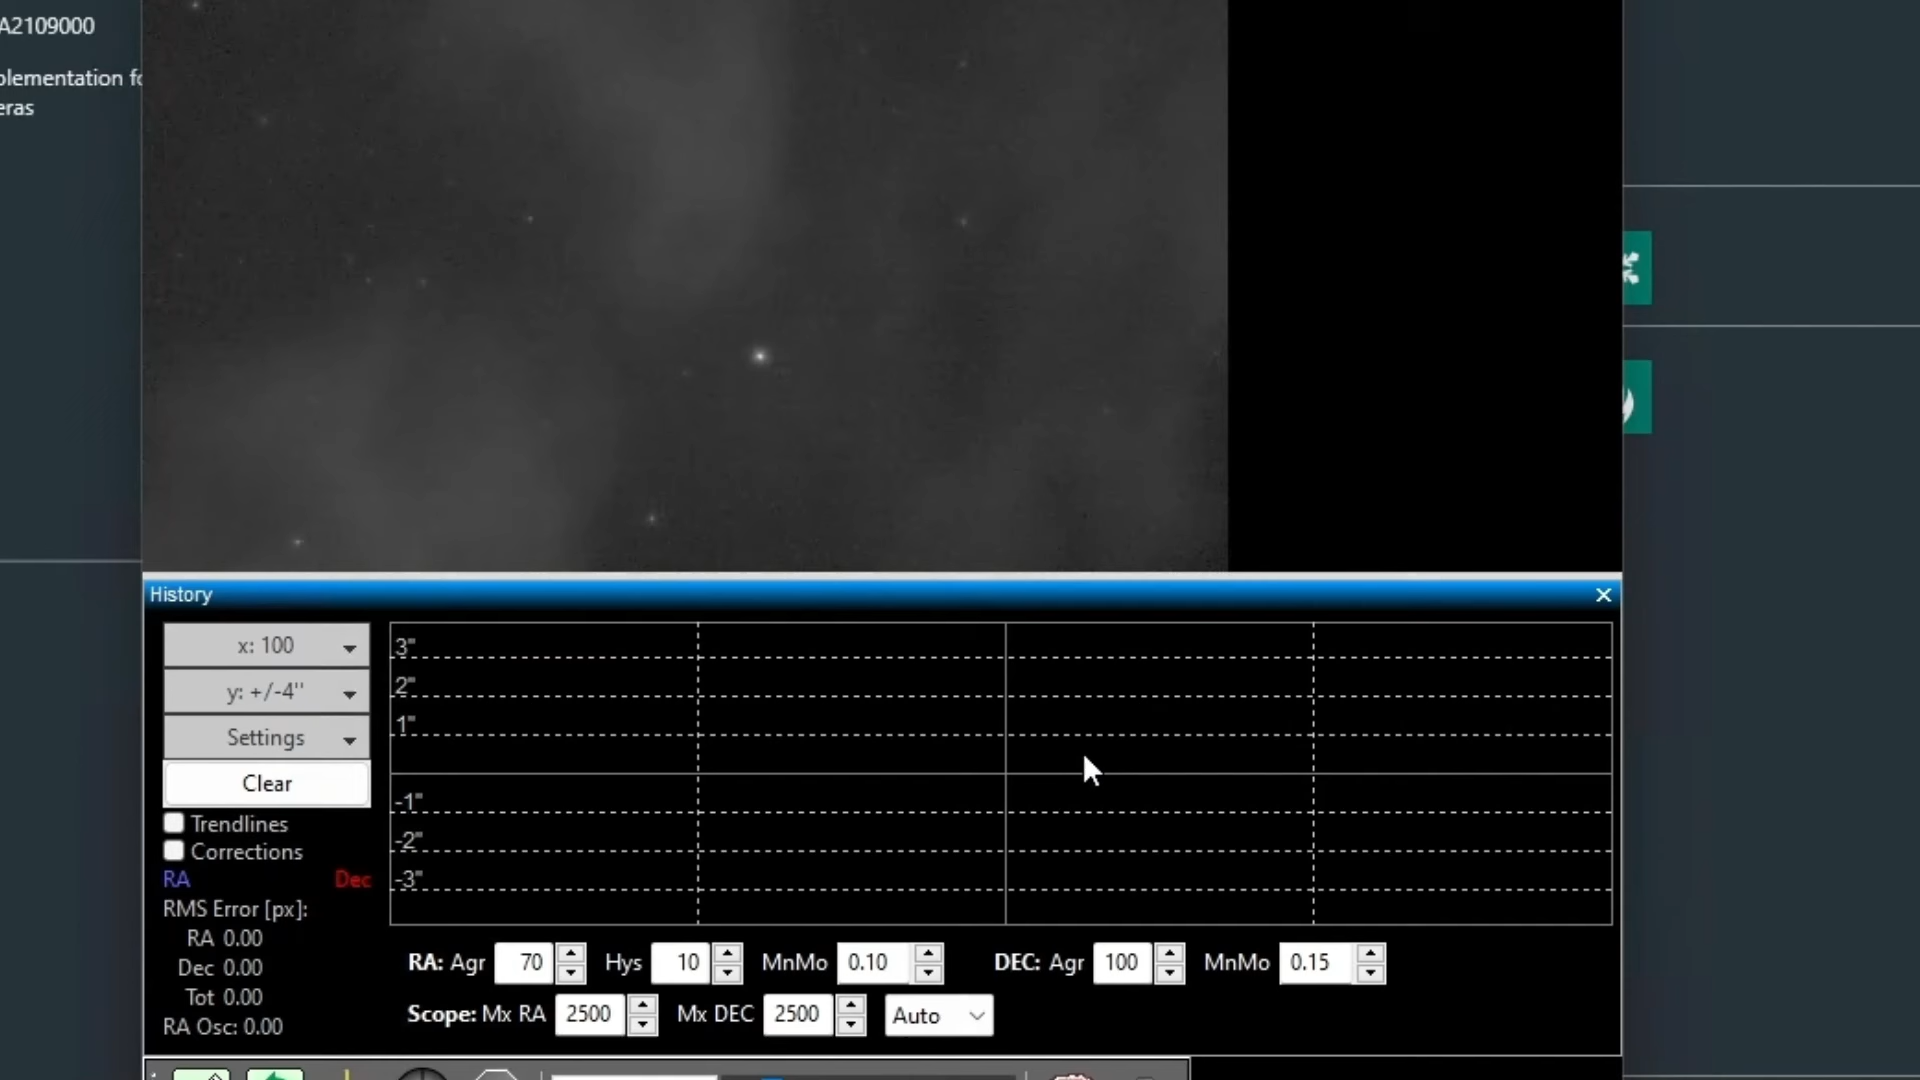 A2109000
plementation fo
eras
History
x: 100
y: +/-4"
Settings
Clear
Trendlines
Corrections
RA Dec
RMS Error [px]:
RA 0.00
Dec 0.00
Tot 0.00
RA Osc: 0.00
3"
2"
1"
-1"
-2"
-3"
RA: Agr 70 Hys 10 MnMo 0.10 DEC: Agr 100 MnMo 0.15
Scope: Mx RA 2500 Mx DEC 2500 Auto